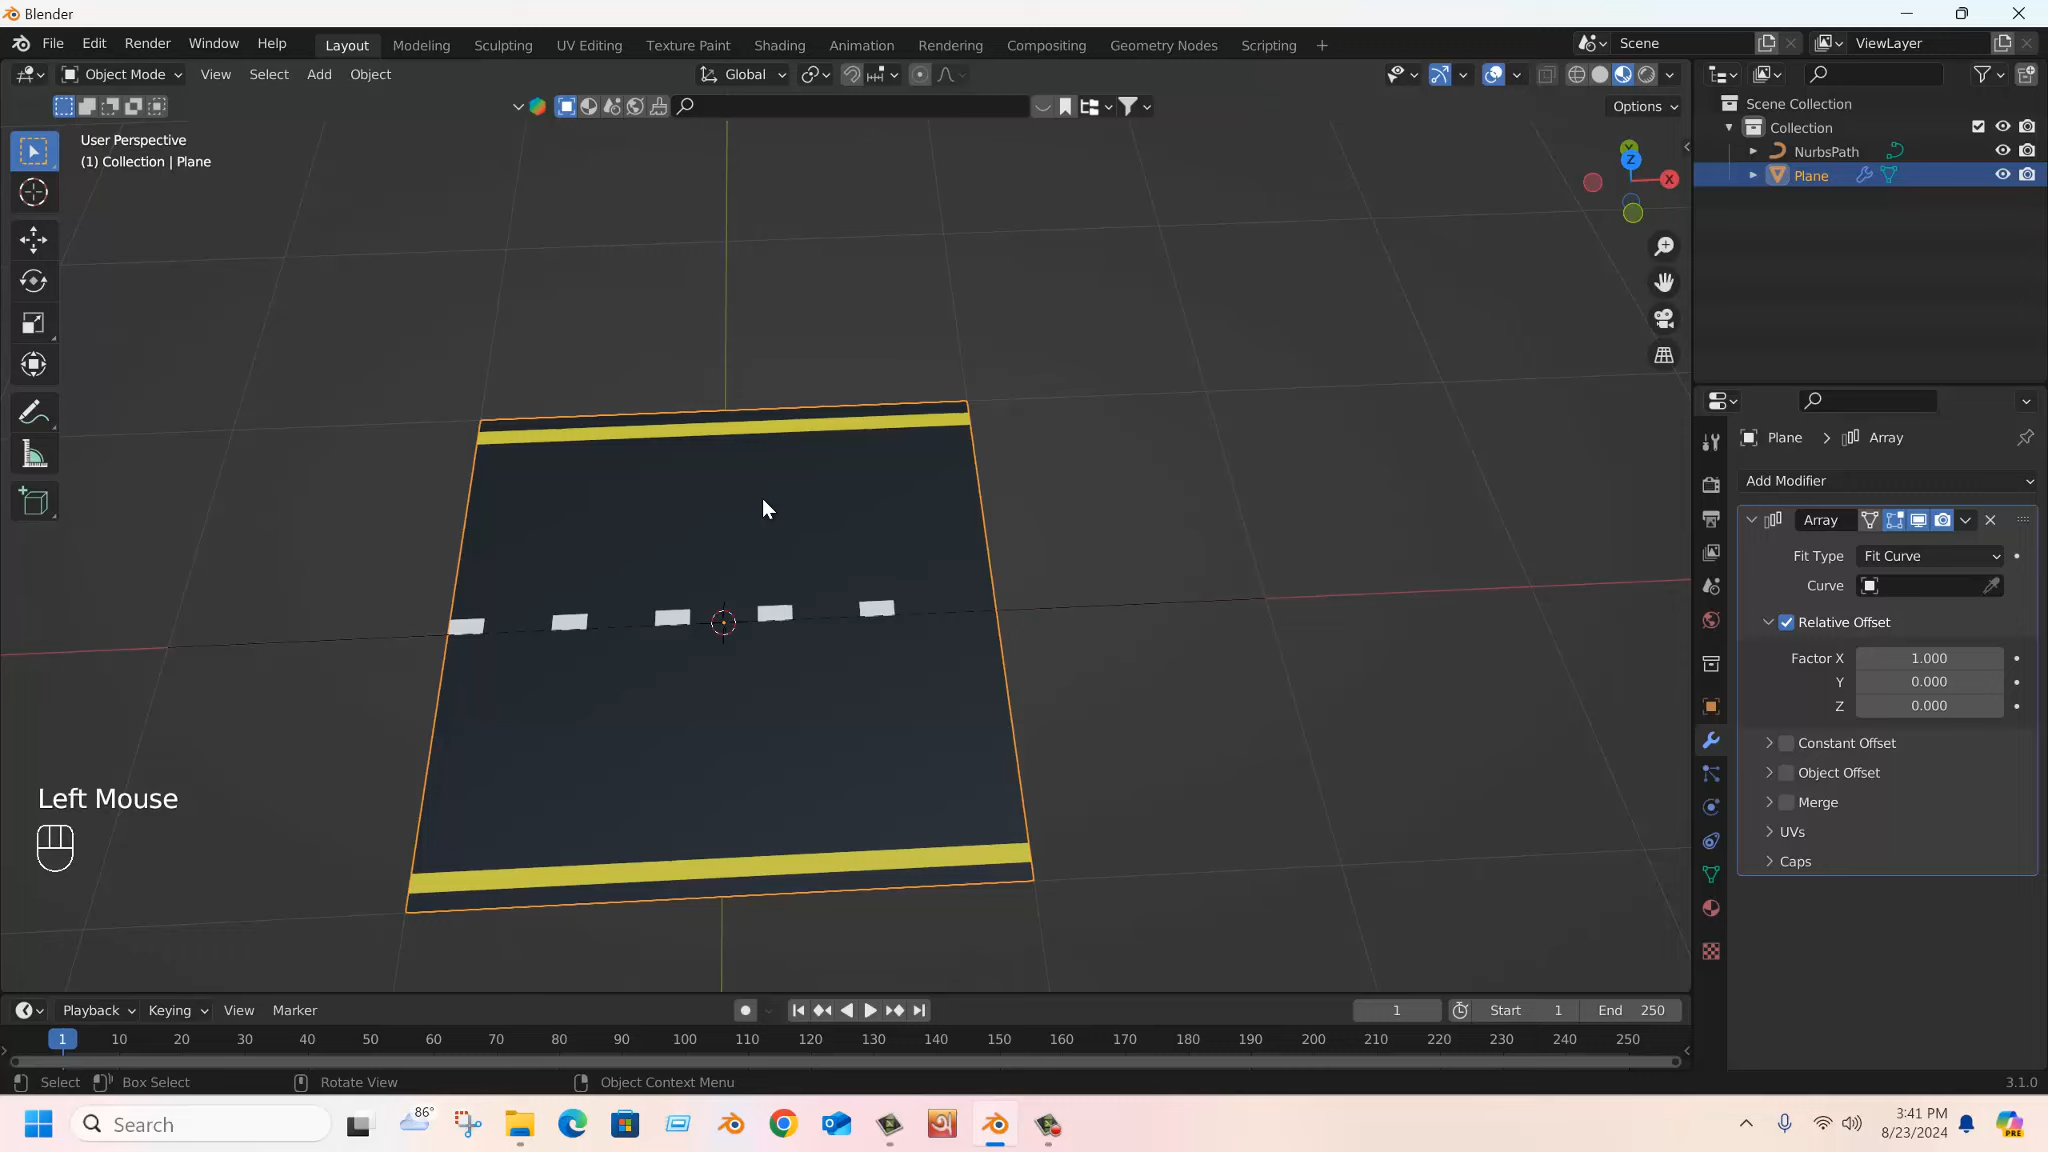 Blender
File Edit Render Window Help Layout Modeling Sculpting UV Editing Texture Paint Shading Animation Rendering Compositing Geometry Nodes Scripting + Scene ViewLayer
Object Mode View Select Add Object Global
Options
User Perspective
(1) Collection | Plane
Y
Z
X
Scene Collection
Collection
NurbsPath
Plane
Plane > Array
Add Modifier
Array
Fit Type Fit Curve
Curve
Relative Offset
Factor X 1.000
Y 0.000
Z 0.000
Constant Offset
Object Offset
Merge
UVs
Caps
Left Mouse
Playback Keying View Marker 1 Start 1 End 250
1 10 20 30 40 50 60 70 80 90 100 110 120 130 140 150 160 170 180 190 200 210 220 230 240 250
Select Box Select Rotate View Object Context Menu 3.1.0
Search
86°
3:41 PM
8/23/2024
PRE